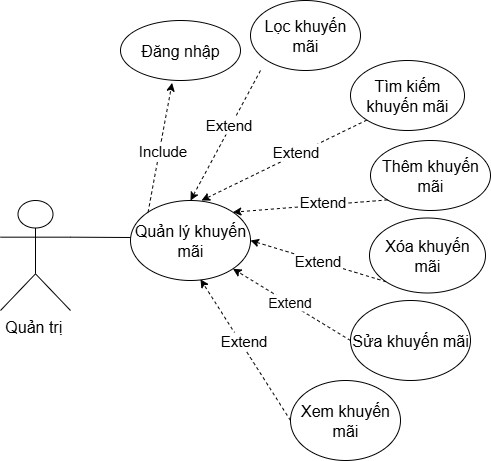 Lọc khuyến
mãi
Đăng nhập
Tìm kiếm
khuyến mãi
Extend
Include
Extend
Thêm khuyến
mãi
Extend
Quản lý khuyến
mãi
Xóa khuyến
mãi
Extend
Extend
Quản trị
Sửa khuyến mãi
Extend
Xem khuyến
mãi